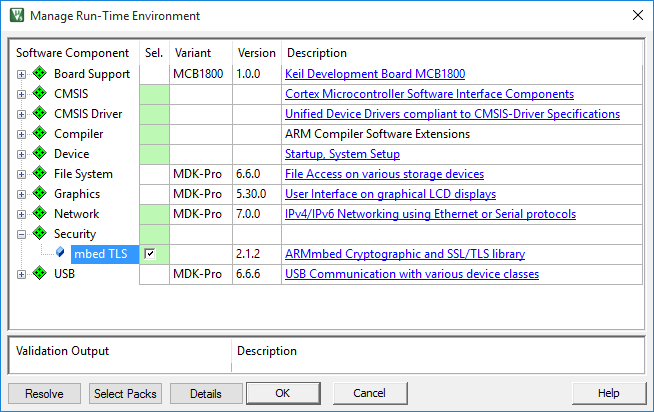 Manage Run-Time Environment
Software Component Sel. Variant Version Description
Board Support MCB1800 1.0.0 Keil Development Board MCB1800
CMSIS Cortex Microcontroller Software Interface Components
CMSIS Driver Unified Device Drivers compliant to CMSIS-Driver Specifications
Compiler ARM Compiler Software Extensions
Device Startup, System Setup
File System MDK-Pro 6.6.0 File Access on various storage devices
Graphics MDK-Pro 5.30.0 User Interface on graphical LCD displays
Network MDK-Pro 7.0.0 IPv4/IPv6 Networking using Ethernet or Serial protocols
Security
mbed TLS 2.1.2 ARMmbed Cryptographic and SSL/TLS library
USB MDK-Pro 6.6.6 USB Communication with various device classes
Validation Output Description
Resolve Select Packs Details OK Cancel Help